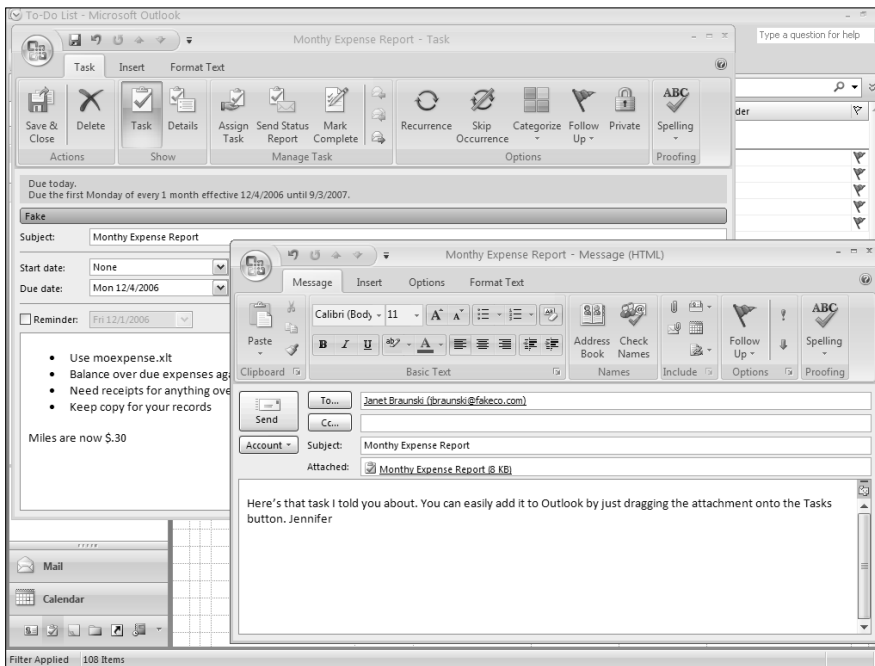 To-Do List - Microsoft Outlook
Type a question for help
Monthy Expense Report - Task
Task Insert Format Text
Save & Close
Delete
Task
Details
Assign Task
Send Status Report
Mark Complete
Recurrence
Skip Occurrence
Categorize
Follow Up
Private
ABC
Spelling
Actions Show Manage Task Options Proofing
der
Due today.
Due the first Monday of every 1 month effective 12/4/2006 until 9/3/2007.
Fake
Subject: Monthy Expense Report
Start date: None
Due date: Mon 12/4/2006
Reminder: Fri 12/1/2006
• Use moexpense.xlt
• Balance over due expenses aga
• Need receipts for anything ove
• Keep copy for your records
Miles are now $.30
Monthy Expense Report - Message (HTML)
Message Insert Options Format Text
Paste
Calibri (Body 11 A A
B I U ab A
Address Book
Check Names
Follow Up
ABC
Spelling
Clipboard Basic Text Names Include Options Proofing
Send
To... Janet Braunski (jbraunski@fakeco.com)
Cc...
Account Subject: Monthy Expense Report
Attached: Monthy Expense Report (8 KB)
Here's that task I told you about. You can easily add it to Outlook by just dragging the attachment onto the Tasks
button. Jennifer
Mail
Calendar
Filter Applied 108 Items